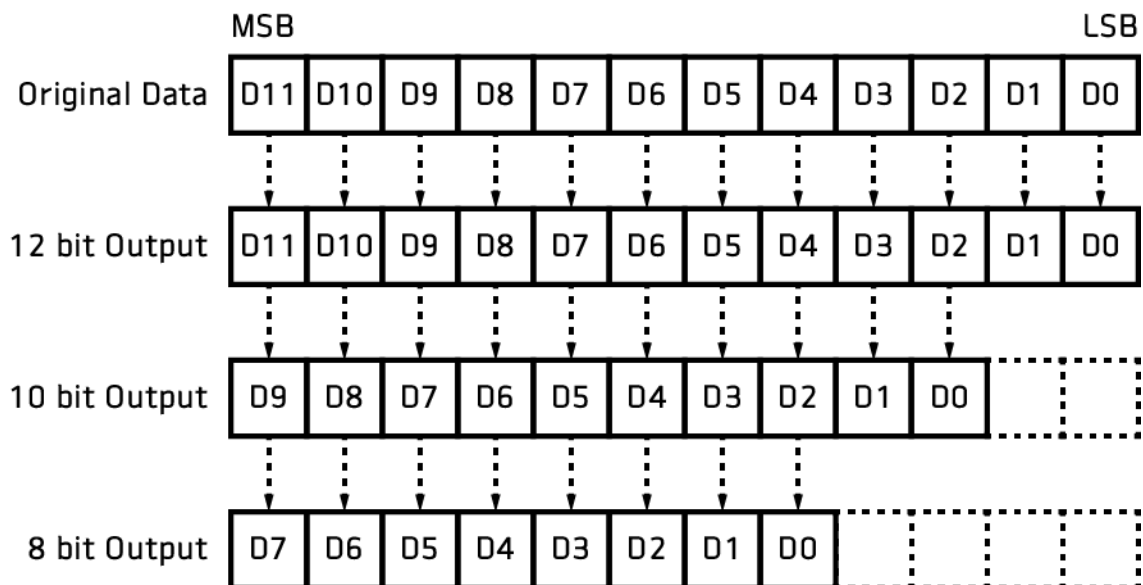 MSB LSB
Original Data D11 D10 D9 D8 D7 D6 D5 D4 D3 D2 D1 D0
12 bit Output D11 D10 D9 D8 D7 D6 D5 D4 D3 D2 D1 D0
10 bit Output D9 D8 D7 D6 D5 D4 D3 D2 D1 D0
8 bit Output D7 D6 D5 D4 D3 D2 D1 D0